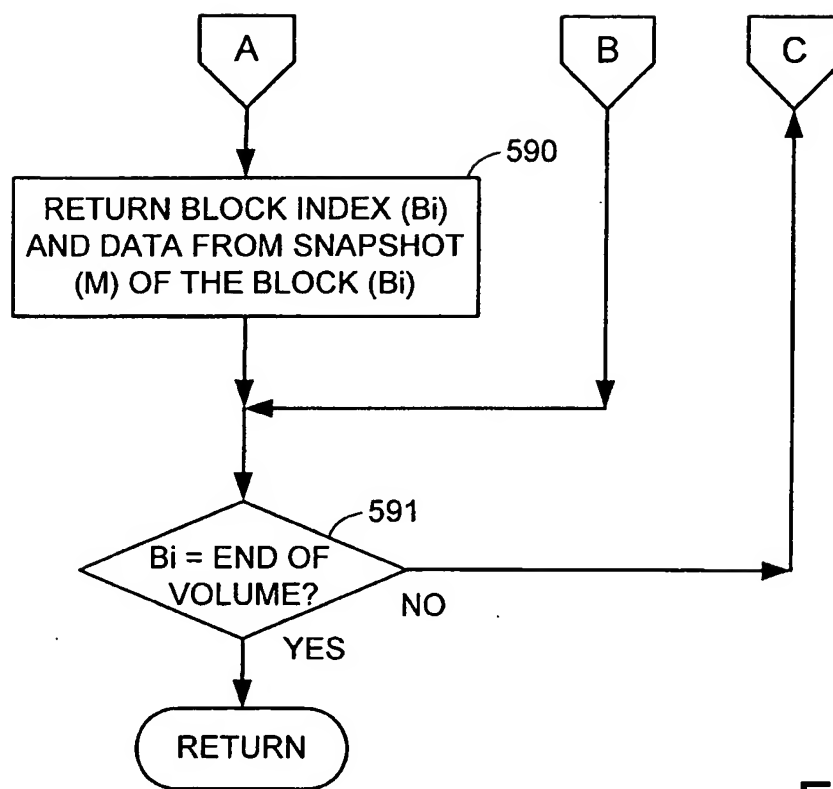 A
B
C
590
RETURN BLOCK INDEX (Bi)
AND DATA FROM SNAPSHOT
(M) OF THE BLOCK (Bi)
591
Bi = END OF
VOLUME?
NO
YES
RETURN